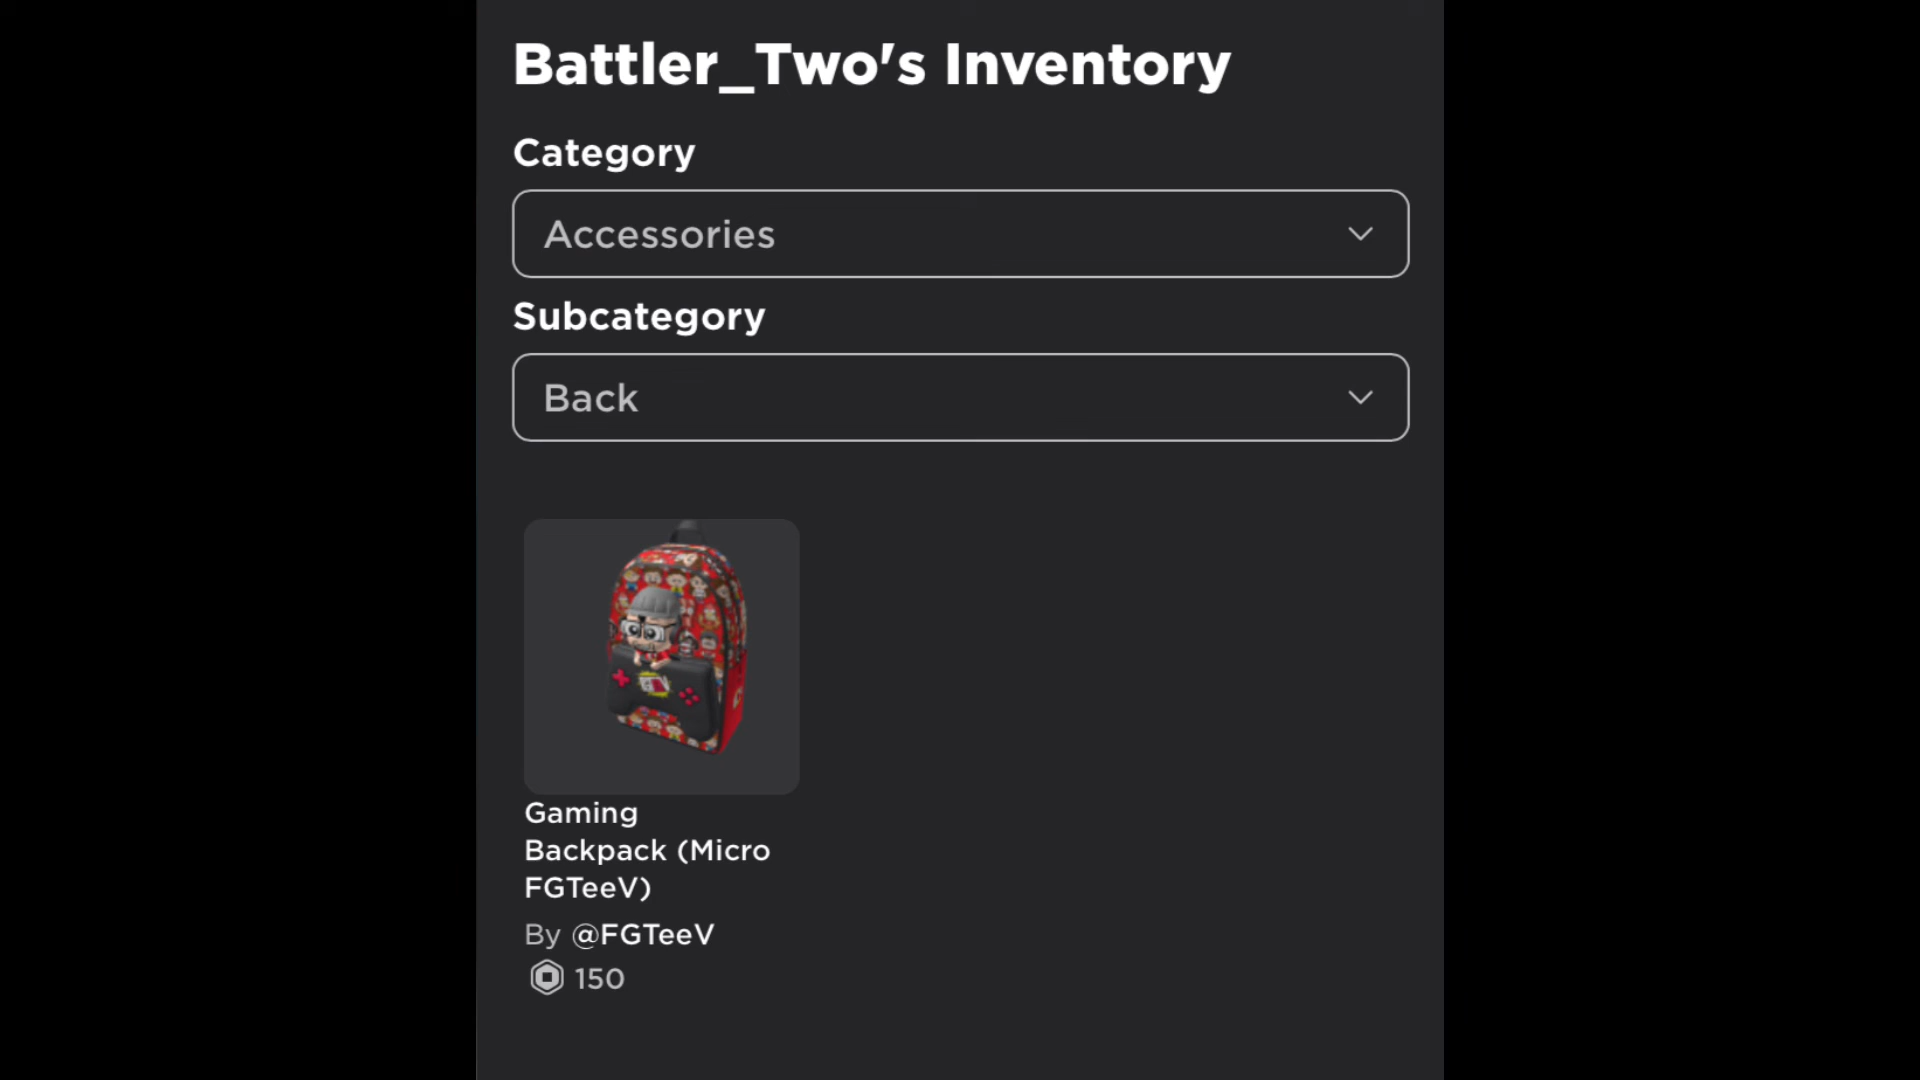 Battler_Two's Inventory
Category
Accessories
Subcategory
Back
Gaming
Backpack (Micro
FGTeeV)
By @FGTeeV
150